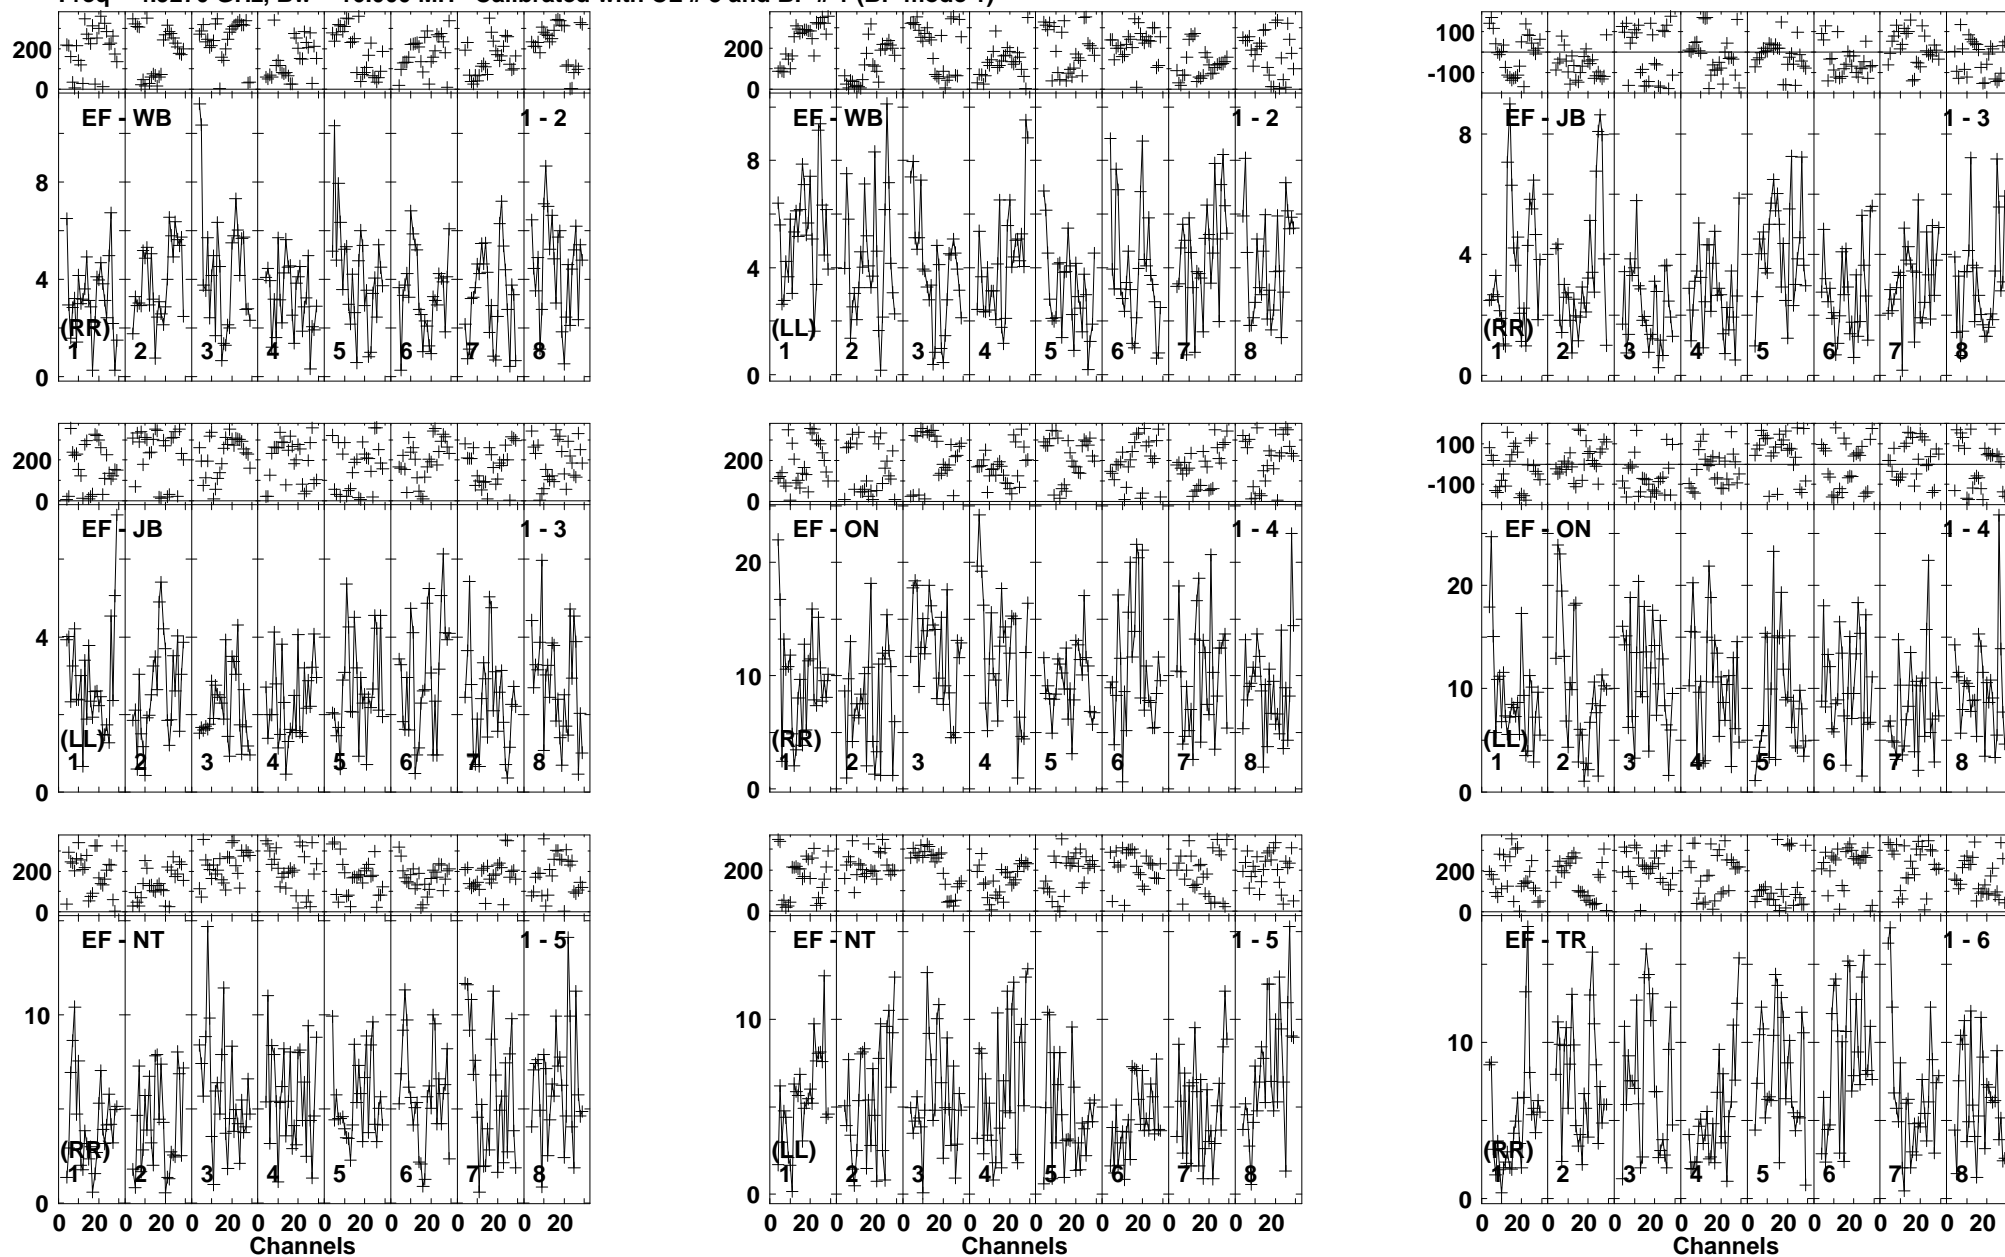 Freq GHz, Calibrated with and (BP mode 1)
200 200 100
0 0 -100
EF - WB 1 - 2 EF - WB 1 - 2 EF - JB 1 - 3
8 8 8
4 4 4
(RR) (LL) (RR)
1 2 3 4 5 6 7 8 1 2 3 4 5 6 7 8 1 2 3 4 5 6 7 8
0 0 0
200 200 100
0 0 -100
EF - JB 1 - 3 EF - ON 1 - 4 EF - ON 1 - 4
20 20
4 10 10
(LL) (RR) (LL)
1 2 3 4 5 6 7 8 1 2 3 4 5 6 7 8 1 2 3 4 5 6 7 8
0 0 0
200 200 200
0 0 0
EF - NT 1 - 5 EF - NT 1 - 5 EF - TR 1 - 6
10 10 10
(RR) (LL) (RR)
1 2 3 4 5 6 7 8 1 2 3 4 5 6 7 8 1 2 3 4 5 6 7 8
0 0 0
0 20 0 20 0 20 0 20 0 20 0 20 0 20 0 20 0 20 0 20 0 20 0 20 0 20 0 20 0 20 0 20 0 20 0 20 0 20 0 20 0 20 0 20 0 20 0 20
Channels Channels Channels